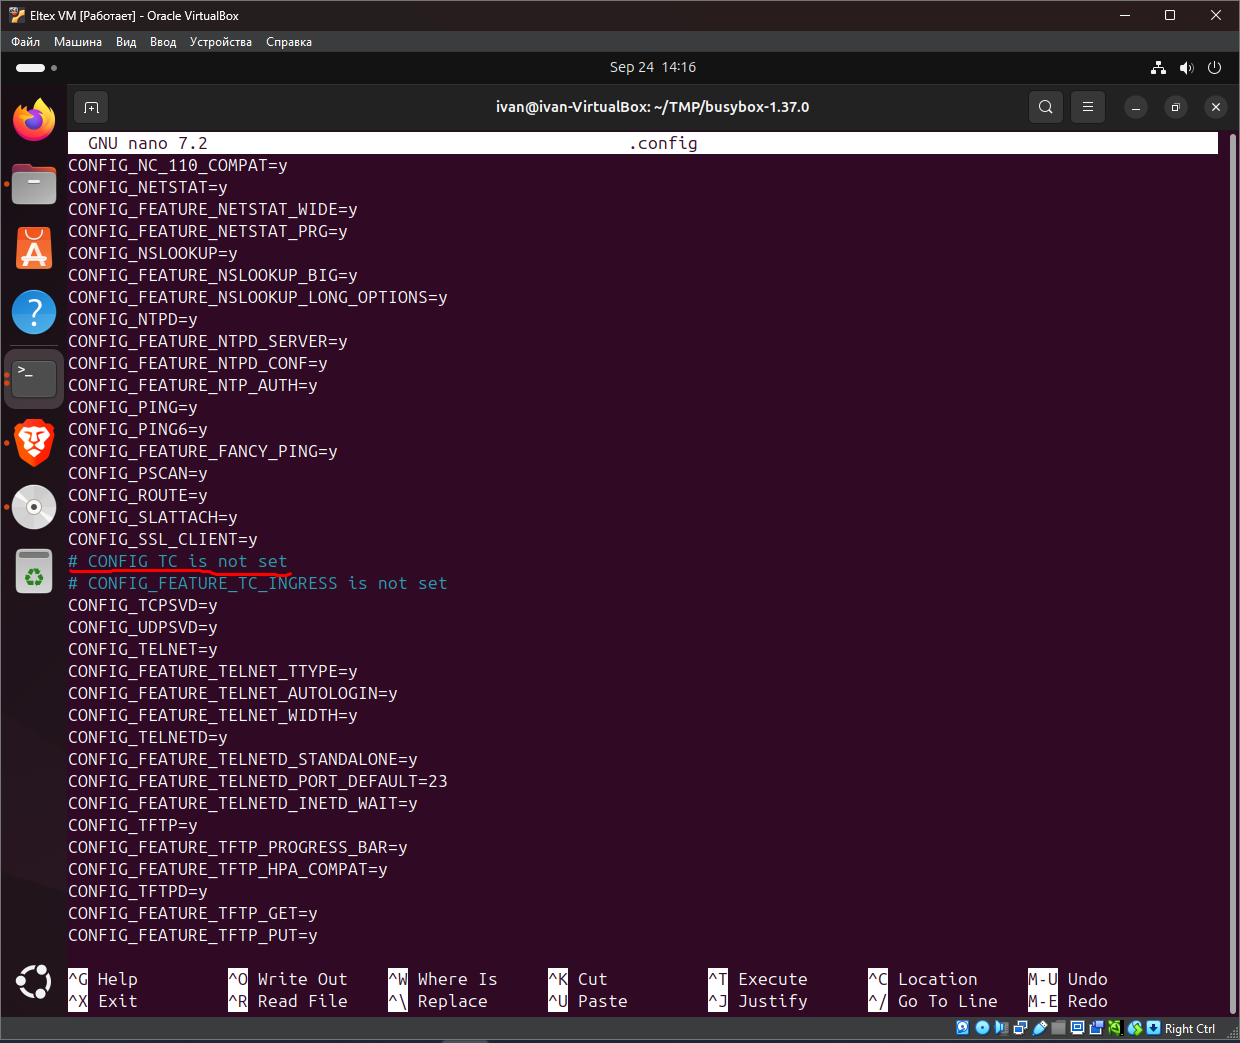 Eltex VM [Работает] - Oracle VirtualBox
Файл Машина Вид Ввод Устройства Справка
Sep 24 14:16
ivan@ivan-VirtualBox: ~/TMP/busybox-1.37.0
GNU nano 7.2 .config
CONFIG_NC_110_COMPAT=y
CONFIG_NETSTAT=y
CONFIG_FEATURE_NETSTAT_WIDE=y
CONFIG_FEATURE_NETSTAT_PRG=y
CONFIG_NSLOOKUP=y
CONFIG_FEATURE_NSLOOKUP_BIG=y
CONFIG_FEATURE_NSLOOKUP_LONG_OPTIONS=y
CONFIG_NTPD=y
CONFIG_FEATURE_NTPD_SERVER=y
CONFIG_FEATURE_NTPD_CONF=y
CONFIG_FEATURE_NTP_AUTH=y
CONFIG_PING=y
CONFIG_PING6=y
CONFIG_FEATURE_FANCY_PING=y
CONFIG_PSCAN=y
CONFIG_ROUTE=y
CONFIG_SLATTACH=y
CONFIG_SSL_CLIENT=y
# CONFIG_TC is not set
# CONFIG_FEATURE_TC_INGRESS is not set
CONFIG_TCPSVD=y
CONFIG_UDPSVD=y
CONFIG_TELNET=y
CONFIG_FEATURE_TELNET_TTYPE=y
CONFIG_FEATURE_TELNET_AUTOLOGIN=y
CONFIG_FEATURE_TELNET_WIDTH=y
CONFIG_TELNETD=y
CONFIG_FEATURE_TELNETD_STANDALONE=y
CONFIG_FEATURE_TELNETD_PORT_DEFAULT=23
CONFIG_FEATURE_TELNETD_INETD_WAIT=y
CONFIG_TFTP=y
CONFIG_FEATURE_TFTP_PROGRESS_BAR=y
CONFIG_FEATURE_TFTP_HPA_COMPAT=y
CONFIG_TFTPD=y
CONFIG_FEATURE_TFTP_GET=y
CONFIG_FEATURE_TFTP_PUT=y
^G Help ^O Write Out ^W Where Is ^K Cut ^T Execute ^C Location M-U Undo
^X Exit ^R Read File ^\ Replace ^U Paste ^J Justify ^/ Go To Line M-E Redo
Right Ctrl